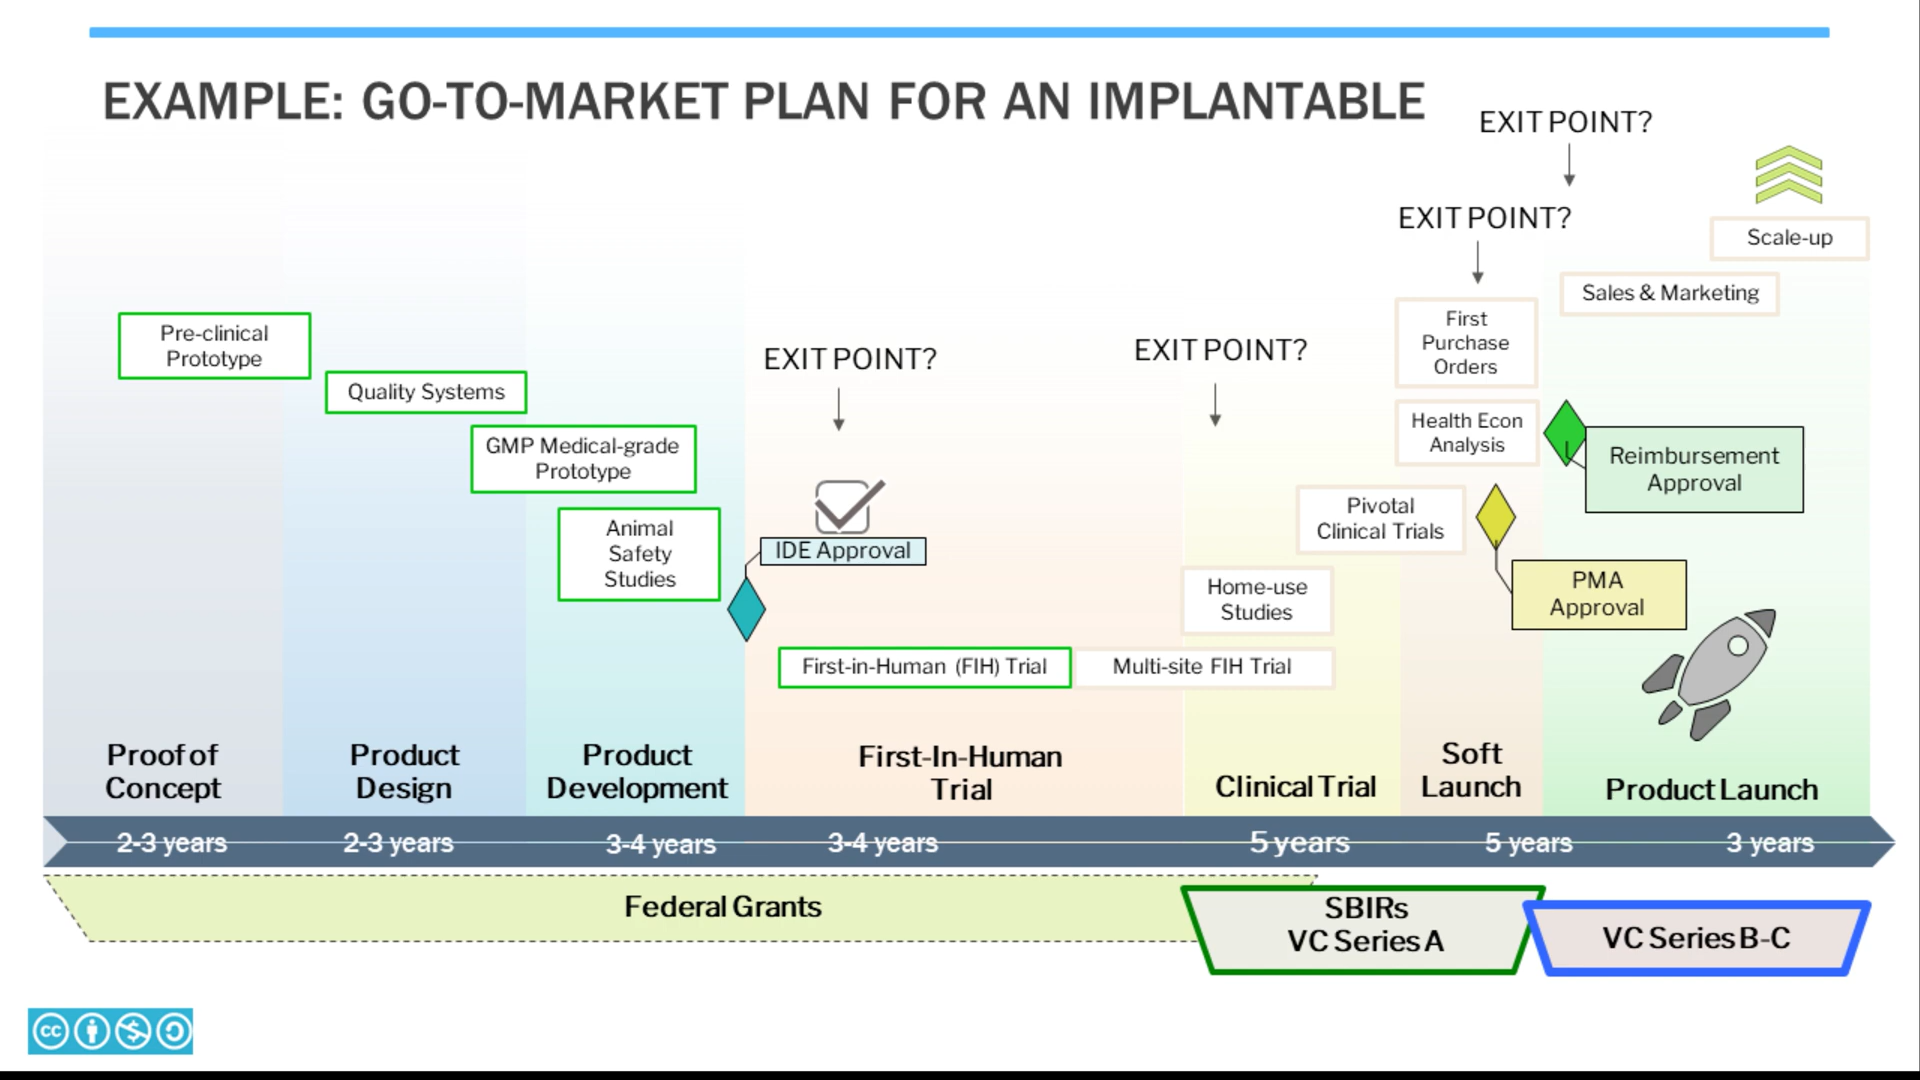 EXAMPLE: GO-TO-MARKET PLAN FOR AN IMPLANTABLE
EXIT POINT?
EXIT POINT?
Scale-up
Sales & Marketing
First
Purchase
Orders
Pre-clinical
Prototype
EXIT POINT?
EXIT POINT?
Quality Systems
Health Econ
Analysis
GMP Medical-grade
Prototype
Reimbursement
Approval
Pivotal
Clinical Trials
Animal
Safety
Studies
IDE Approval
PMA
Approval
Home-use
Studies
First-in-Human (FIH) Trial
Multi-site FIH Trial
Proof of
Concept
Product
Design
Product
Development
First-In-Human
Trial
Clinical Trial
Soft
Launch
Product Launch
2-3 years
2-3 years
3-4 years
3-4 years
5 years
5 years
3 years
Federal Grants
SBIRs
VC Series A
VC Series B-C
cc